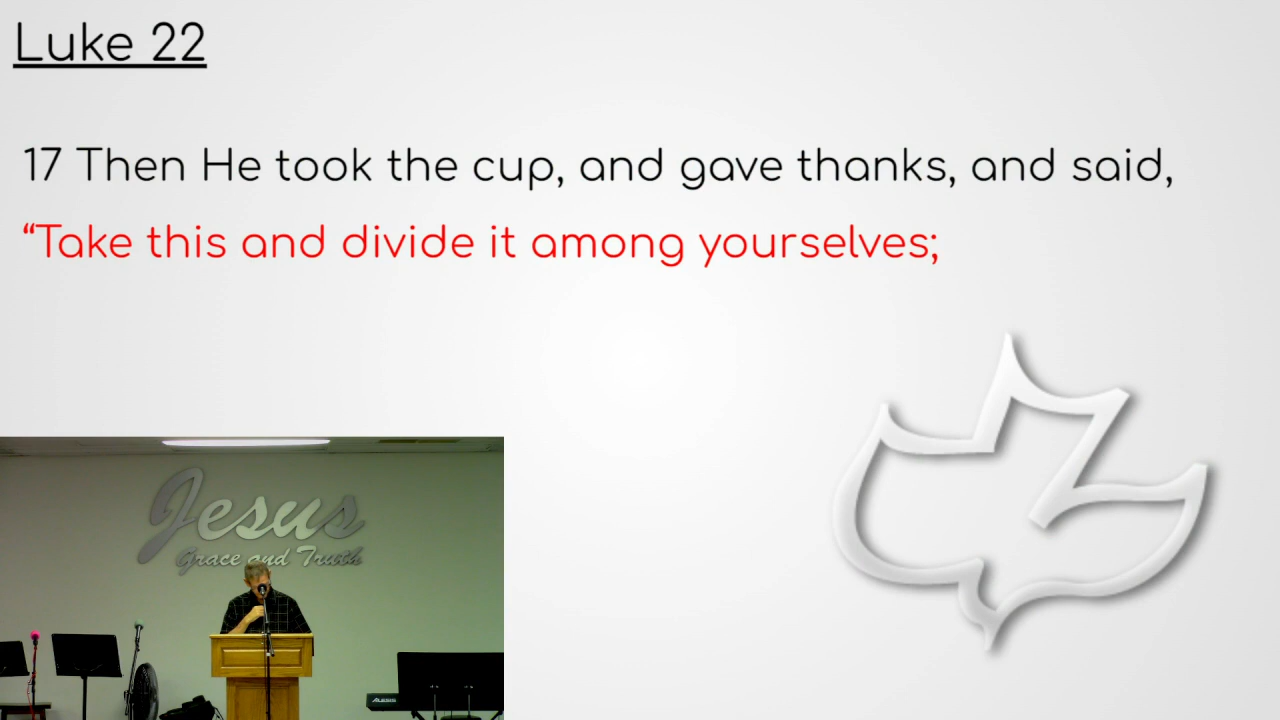 Luke 22
17 Then He took the cup, and gave thanks, and said,
“Take this and divide it among yourselves;
Jesus
Grace and Truth
ALESIS